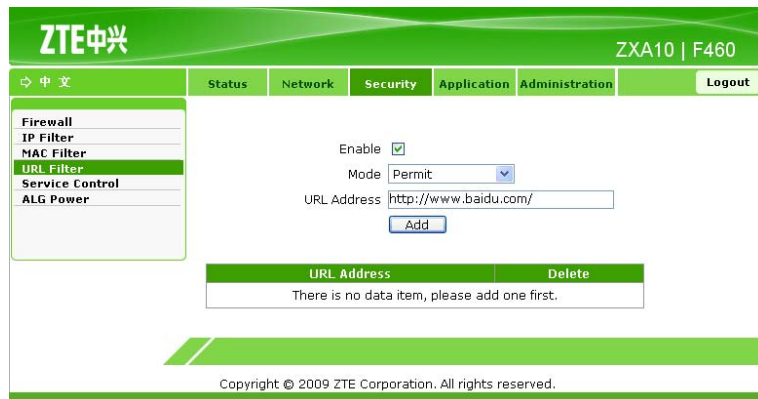 ZTE中兴
ZXA10 | F460
中文
Status Network Security Application Administration Logout
Firewall
IP Filter
MAC Filter
URL Filter
Service Control
ALG Power
Enable
Mode Permit
URL Address http://www.baidu.com/
Add
URL Address Delete
There is no data item, please add one first.
Copyright © 2009 ZTE Corporation. All rights reserved.